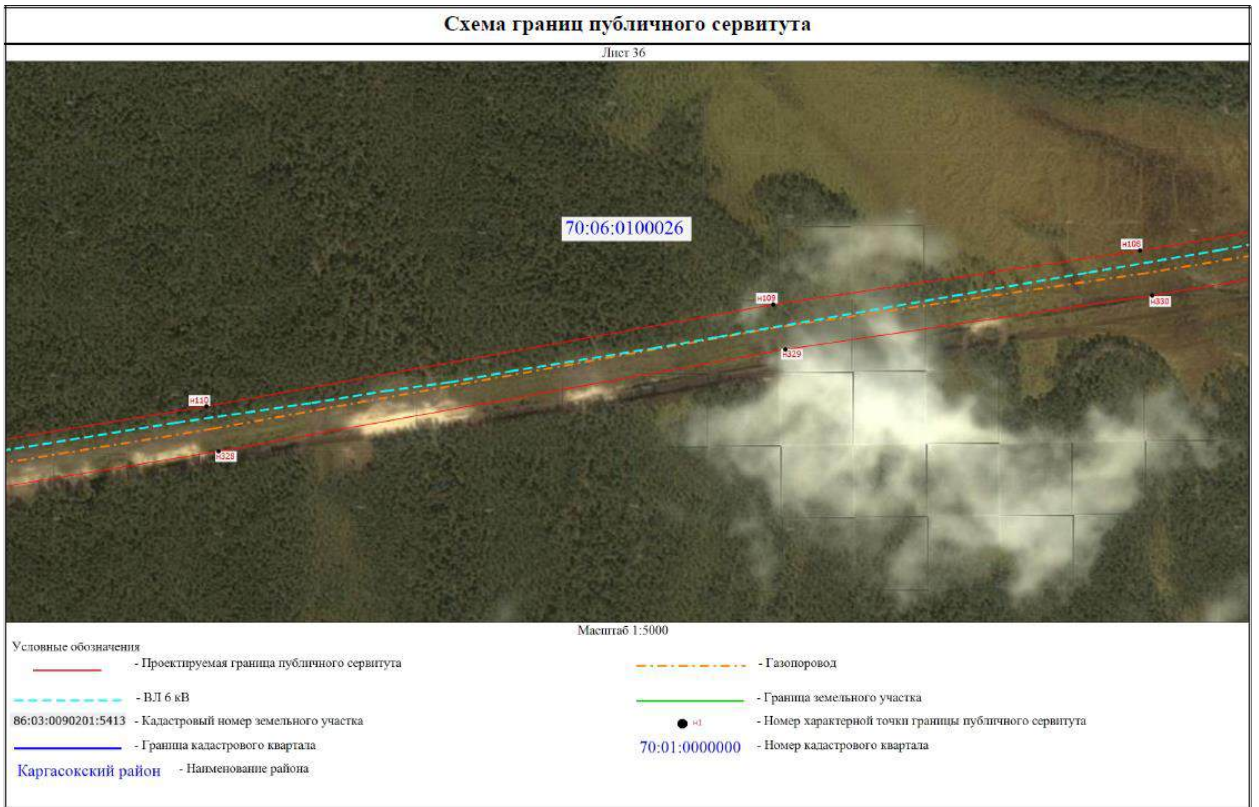 Схема границ публичного сервитута
Лист 36
70:06:0100026
н108
н109
н330
н329
н110
н328
Масштаб 1:5000
Условные обозначения
- Проектируемая граница публичного сервитута
- Газопоровод
- ВЛ 6 кВ
- Граница земельного участка
86:03:0090201:5413 - Кадастровый номер земельного участка
н1 - Номер характерной точки границы публичного сервитута
- Граница кадастрового квартала
70:01:0000000 - Номер кадастрового квартала
Каргасокский район - Наименование района